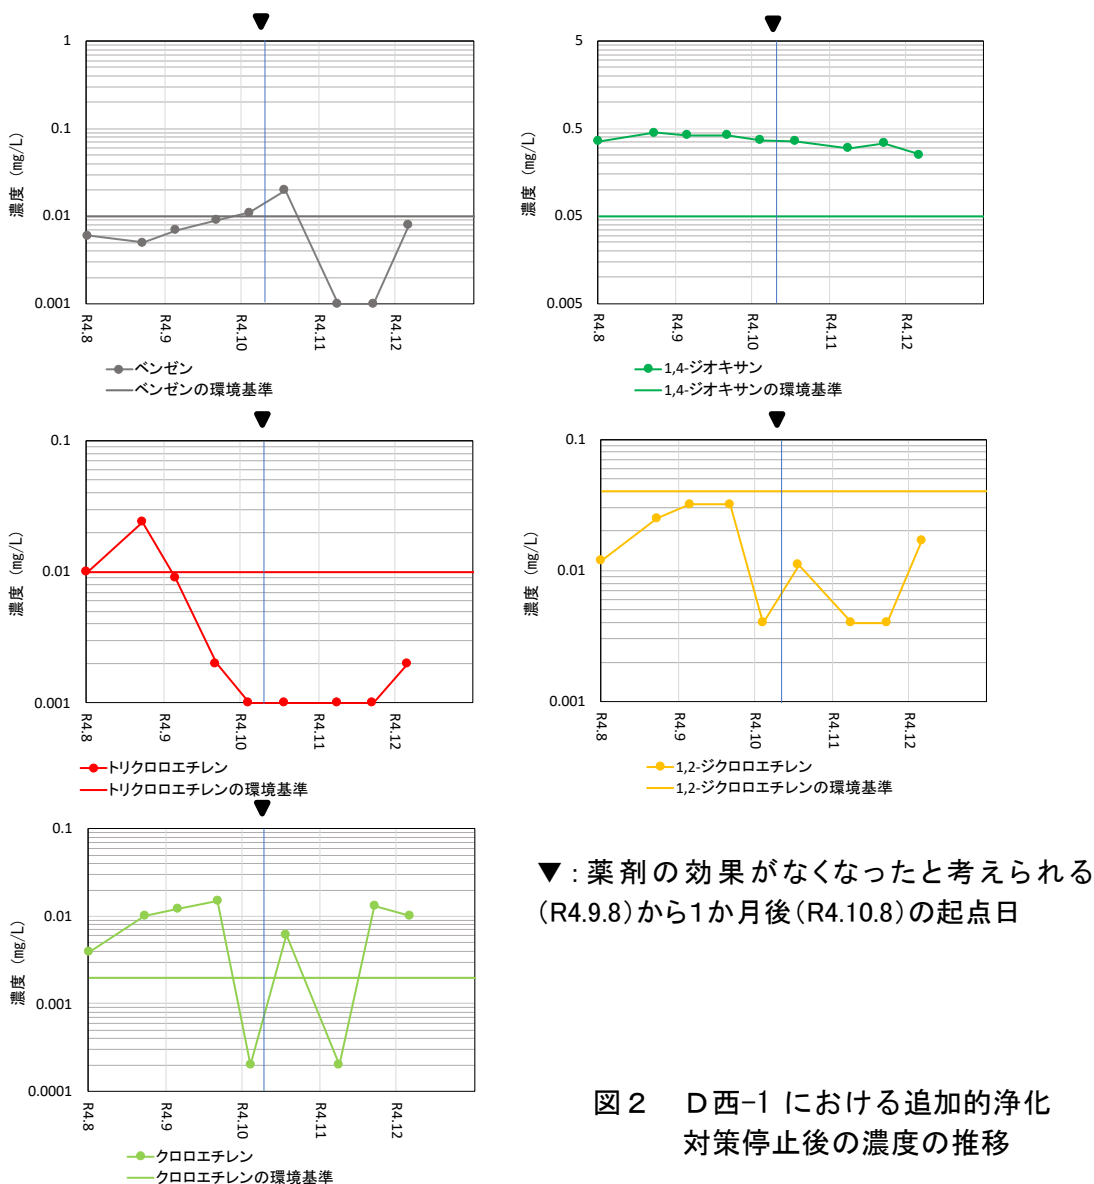 ▼
1
0.1
0.01
0.001
濃度 (mg/L)
R4.8
R4.9
R4.10
R4.11
R4.12
ベンゼン
ベンゼンの環境基準
▼
5
0.5
0.05
0.005
濃度 (mg/L)
R4.8
R4.9
R4.10
R4.11
R4.12
1,4-ジオキサン
1,4-ジオキサンの環境基準
▼
0.1
0.01
0.001
濃度 (mg/L)
R4.8
R4.9
R4.10
R4.11
R4.12
トリクロロエチレン
トリクロロエチレンの環境基準
▼
0.1
0.01
0.001
濃度 (mg/L)
R4.8
R4.9
R4.10
R4.11
R4.12
1,2-ジクロロエチレン
1,2-ジクロロエチレンの環境基準
▼
0.1
0.01
0.001
0.0001
濃度 (mg/L)
R4.8
R4.9
R4.10
R4.11
R4.12
クロロエチレン
クロロエチレンの環境基準
▼:薬剤の効果がなくなったと考えられる
(R4.9.8)から1か月後(R4.10.8)の起点日
図2 D西-1 における追加的浄化
対策停止後の濃度の推移